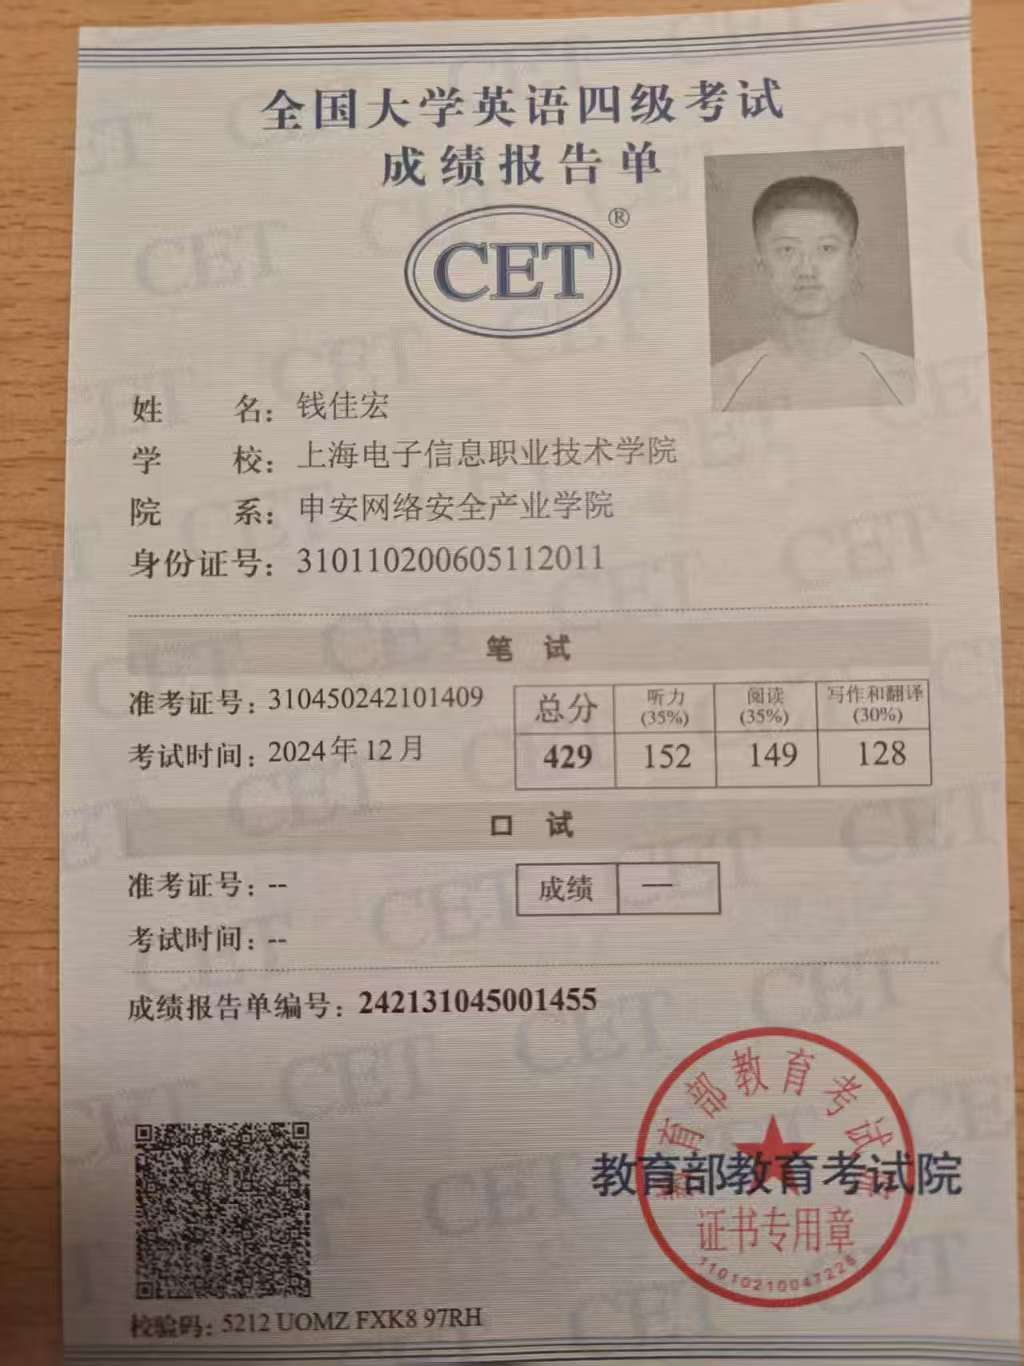 全国大学英语四级考试
成绩报告单
CET®
姓 名：钱佳宏
学 校：上海电子信息职业技术学院
院 系：申安网络安全产业学院
身份证号：310110200605112011
笔 试
准考证号：310450242101409
考试时间：2024年12月
总分 听力(35%) 阅读(35%) 写作和翻译(30%)
429 152 149 128
口 试
准考证号：--
成绩 —
考试时间：--
成绩报告单编号：242131045001455
教育部教育考试院
教育部教育考试院
证书专用章
1101021004722
校验码：5212 UOMZ FXK8 97RH